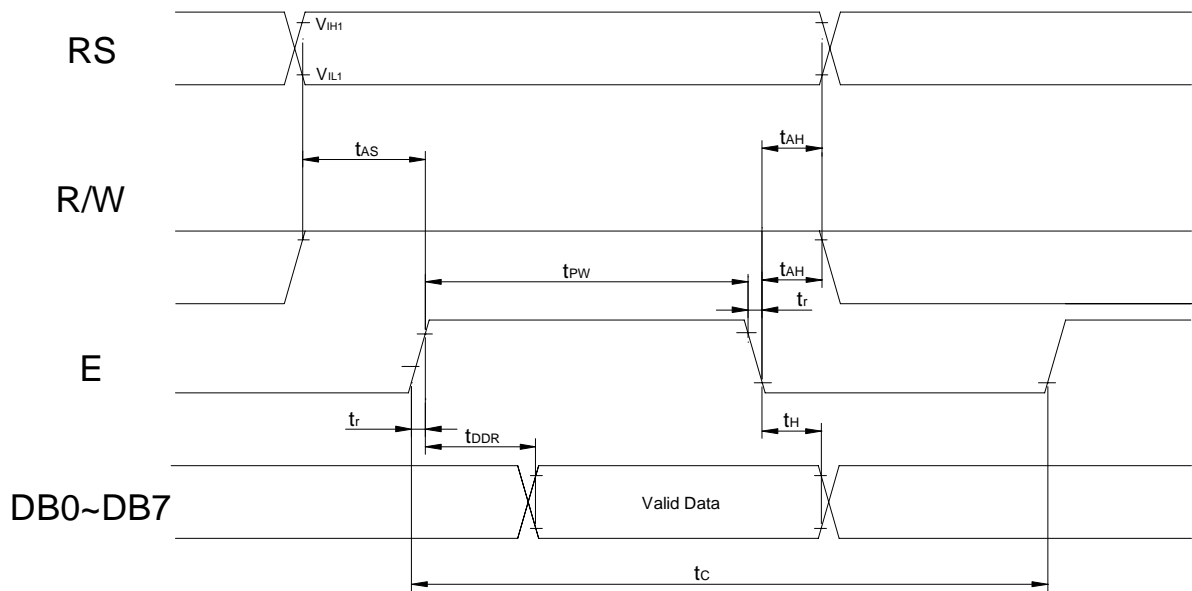 RS
VIH1
VIL1
tAS
tAH
R/W
tPW
tAH
tr
E
tr
tDDR
tH
DB0~DB7
Valid Data
tC